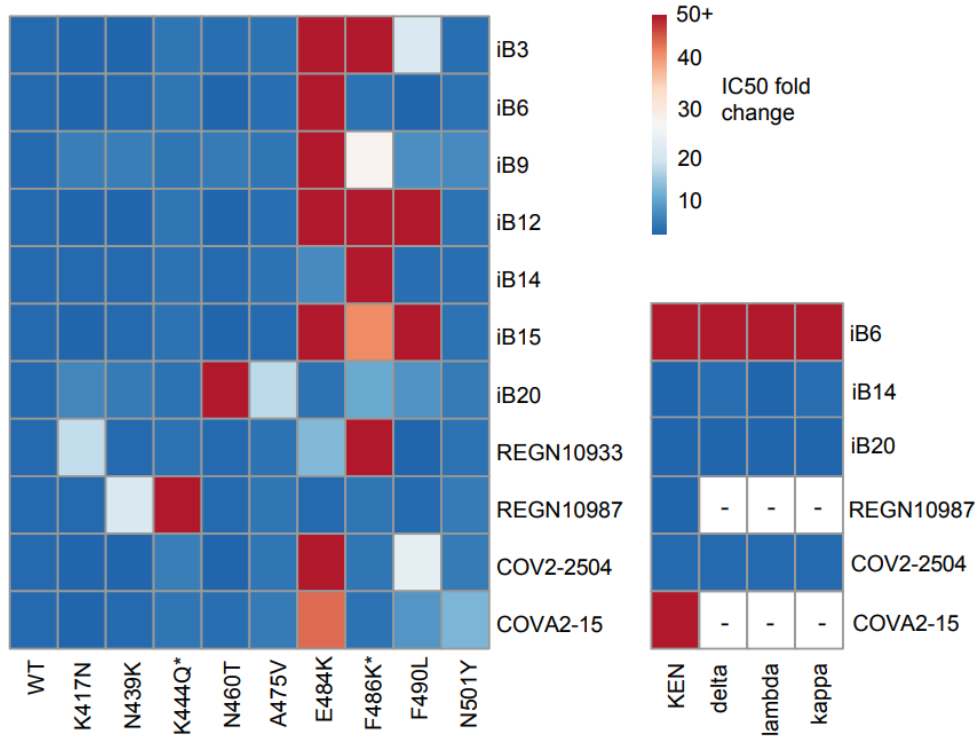 iB3
iB6
iB9
iB12
iB14
iB15
iB20
REGN10933
REGN10987
COV2-2504
COVA2-15
WT
K417N
N439K
K444Q*
N460T
A475V
E484K
F486K*
F490L
N501Y
50+
40
30
20
10
IC50 fold
change
iB6
iB14
iB20
- - - REGN10987
COV2-2504
- - - COVA2-15
KEN
delta
lambda
kappa